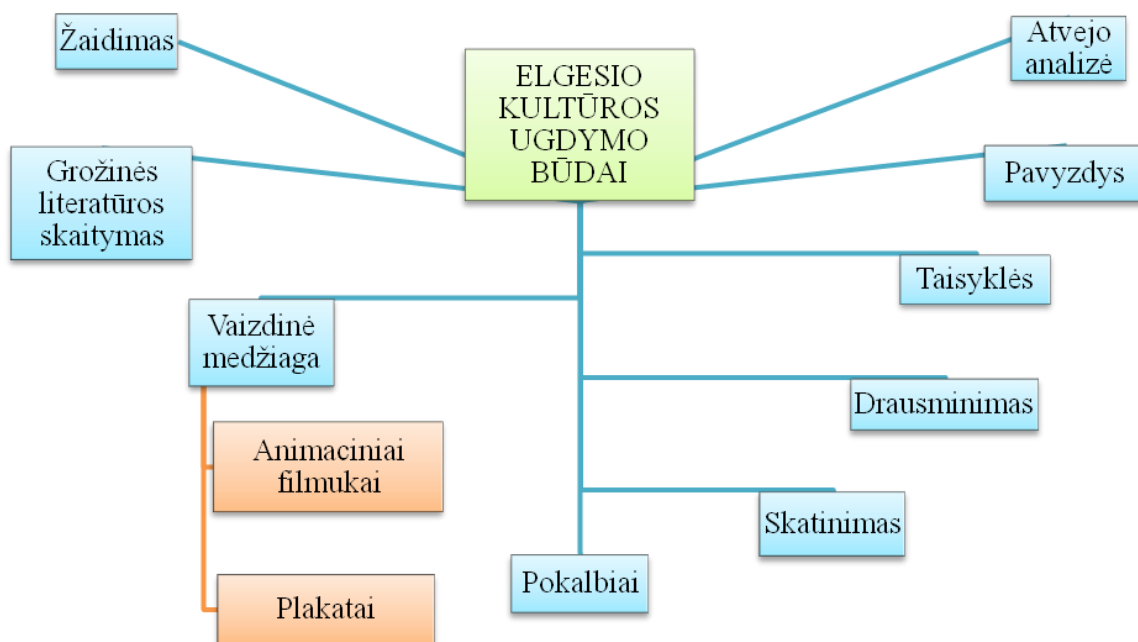 Žaidimas
ELGESIO
KULTŪROS
UGDYMO
BŪDAI
Atvejo
analizė
Grožinės
literatūros
skaitymas
Pavyzdys
Taisyklės
Vaizdinė
medžiaga
Drausminimas
Animaciniai
filmukai
Skatinimas
Pokalbiai
Plakatai